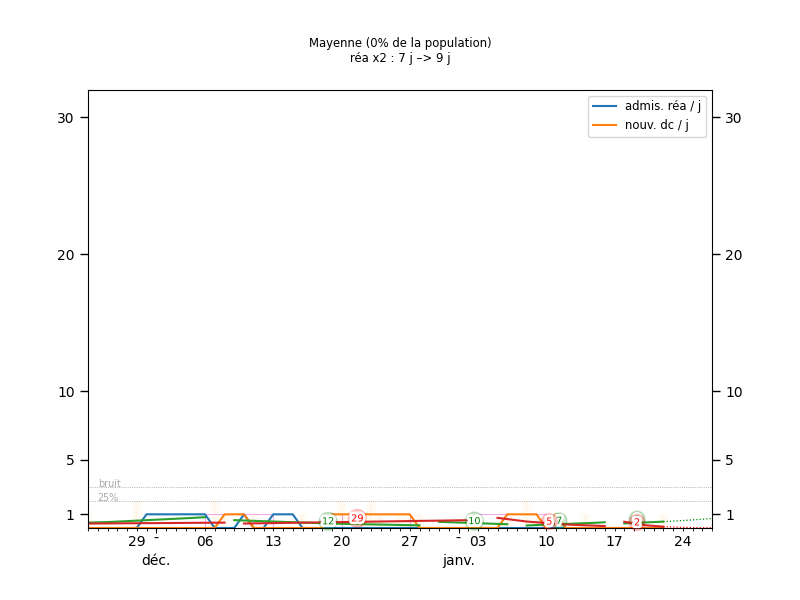 Mayenne (0% de la population)
réa x2 : 7 j –> 9 j
admis. réa / j
nouv. dc / j
30 30
20 20
10 10
5 5
bruit
25%
1 1
12 29 -10 5 7 -2
29 - 06 13 20 27 - 03 10 17 24
déc. janv.